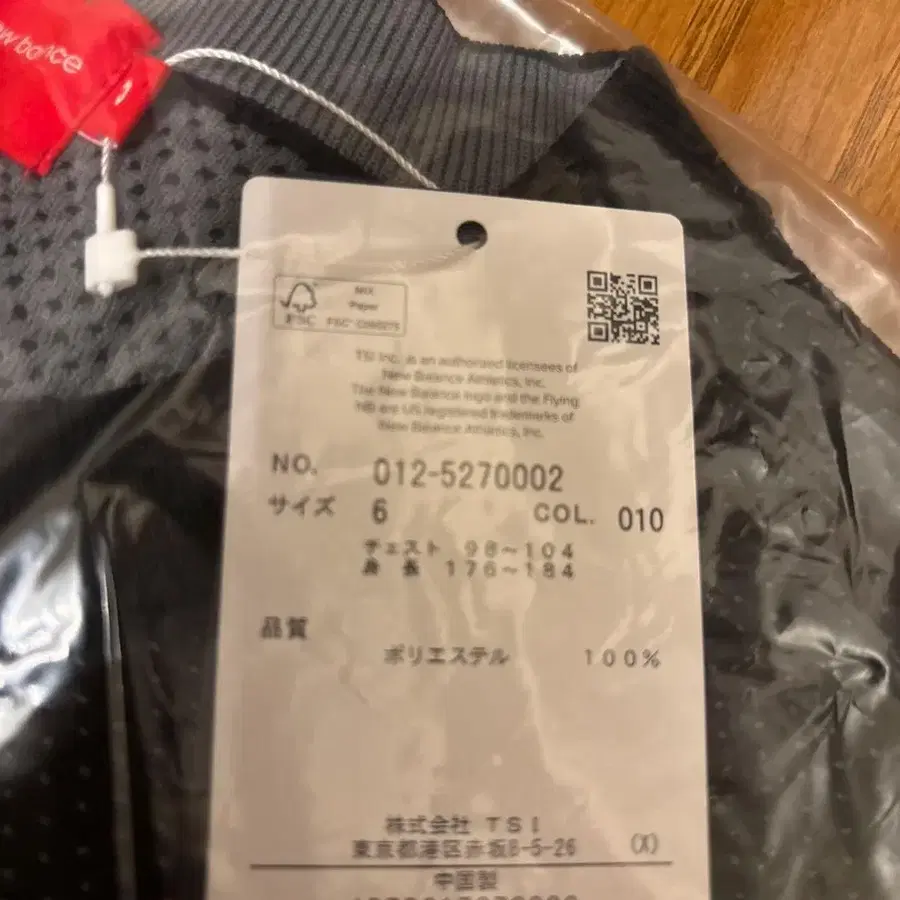 new balance
MIX
Paper
FSC
TSI Inc. is an authorized licensees of
New Balance Athletics, Inc.
The New Balance logo and the Flying
NB are US registered trademarks of
New Balance Athletics, Inc.
NO. 012-5270002
サイズ 6 COL. 010
チェスト 98～104
身長 176～184
品質
ポリエステル 100%
株式会社 TSI
東京都港区赤坂8-5-26 (X)
中国製